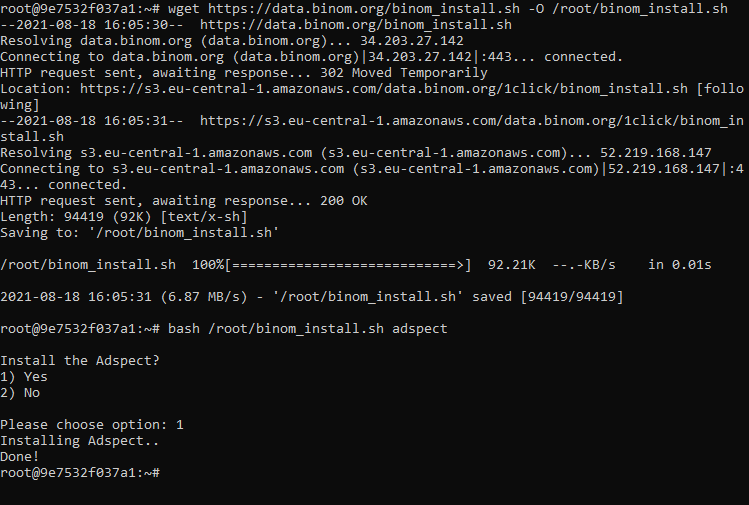 root@9e7532f037a1:~# wget https://data.binom.org/binom_install.sh -O /root/binom_install.sh
--2021-08-18 16:05:30--  https://data.binom.org/binom_install.sh
Resolving data.binom.org (data.binom.org)... 34.203.27.142
Connecting to data.binom.org (data.binom.org)|34.203.27.142|:443... connected.
HTTP request sent, awaiting response... 302 Moved Temporarily
Location: https://s3.eu-central-1.amazonaws.com/data.binom.org/1click/binom_install.sh [follo
wing]
--2021-08-18 16:05:31--  https://s3.eu-central-1.amazonaws.com/data.binom.org/1click/binom_in
stall.sh
Resolving s3.eu-central-1.amazonaws.com (s3.eu-central-1.amazonaws.com)... 52.219.168.147
Connecting to s3.eu-central-1.amazonaws.com (s3.eu-central-1.amazonaws.com)|52.219.168.147|:4
43... connected.
HTTP request sent, awaiting response... 200 OK
Length: 94419 (92K) [text/x-sh]
Saving to: '/root/binom_install.sh'

/root/binom_install.sh  100%[============================>]  92.21K  --.-KB/s    in 0.01s

2021-08-18 16:05:31 (6.87 MB/s) - '/root/binom_install.sh' saved [94419/94419]

root@9e7532f037a1:~# bash /root/binom_install.sh adspect

Install the Adspect?
1) Yes
2) No

Please choose option: 1
Installing Adspect..
Done!
root@9e7532f037a1:~#